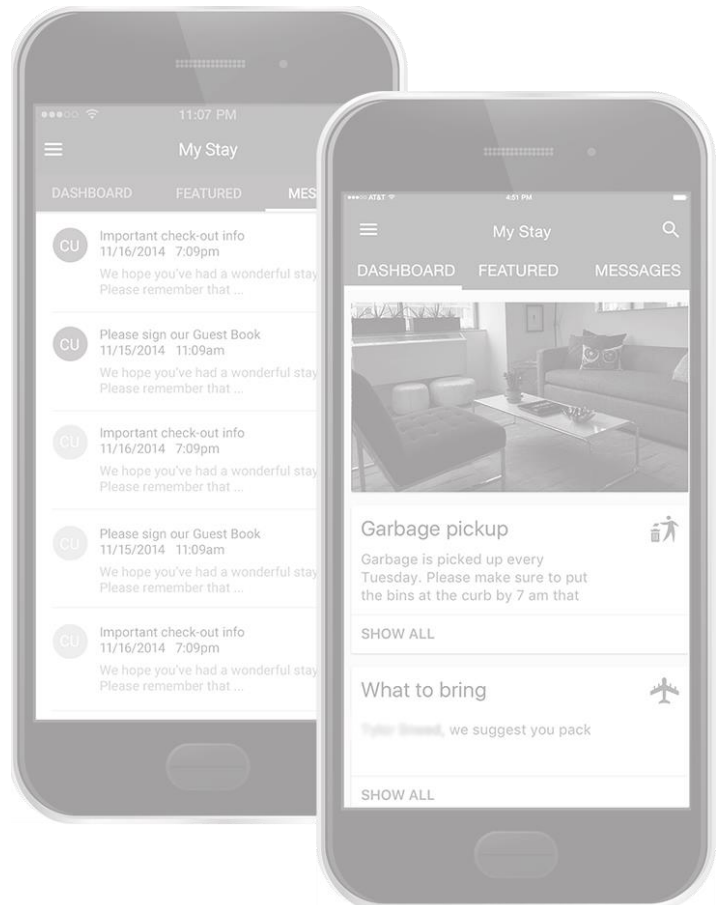 11:07 PM
My Stay
DASHBOARD FEATURED MES
CU
Important check-out info
11/16/2014 7:09pm
We hope you've had a wonderful stay
Please remember that ...
CU
Please sign our Guest Book
11/15/2014 11:09am
We hope you've had a wonderful stay
Please remember that ...
CU
Important check-out info
11/16/2014 7:09pm
We hope you've had a wonderful stay
Please remember that ...
CU
Please sign our Guest Book
11/15/2014 11:09am
We hope you've had a wonderful stay
Please remember that ...
CU
Important check-out info
11/16/2014 7:09pm
We hope you've had a wonderful stay
Please remember that ...
AT&T 4:51 PM
My Stay
DASHBOARD FEATURED MESSAGES
Garbage pickup
Garbage is picked up every
Tuesday. Please make sure to put
the bins at the curb by 7 am that
SHOW ALL
What to bring
, we suggest you pack
SHOW ALL